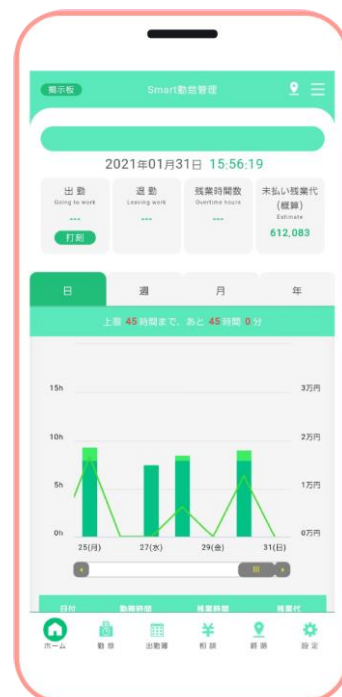 掲示板 Smart勤怠管理
2021年01月31日 15:56:19
出 勤
Going to work
---
打刻
退 勤
Leaving work
---
残業時間数
Overtime hours
---
未払い残業代
(概算)
Estimate
612,083
日 週 月 年
上限 45 時間まで、あと 45 時間 0 分
15h 3万円
10h 2万円
5h 1万円
0h 0万円
25(月) 27(水) 29(金) 31(日)
日付 勤務時間 残業時間 残業代
ホーム 勤 怠 出勤簿 相 談 経 路 設 定